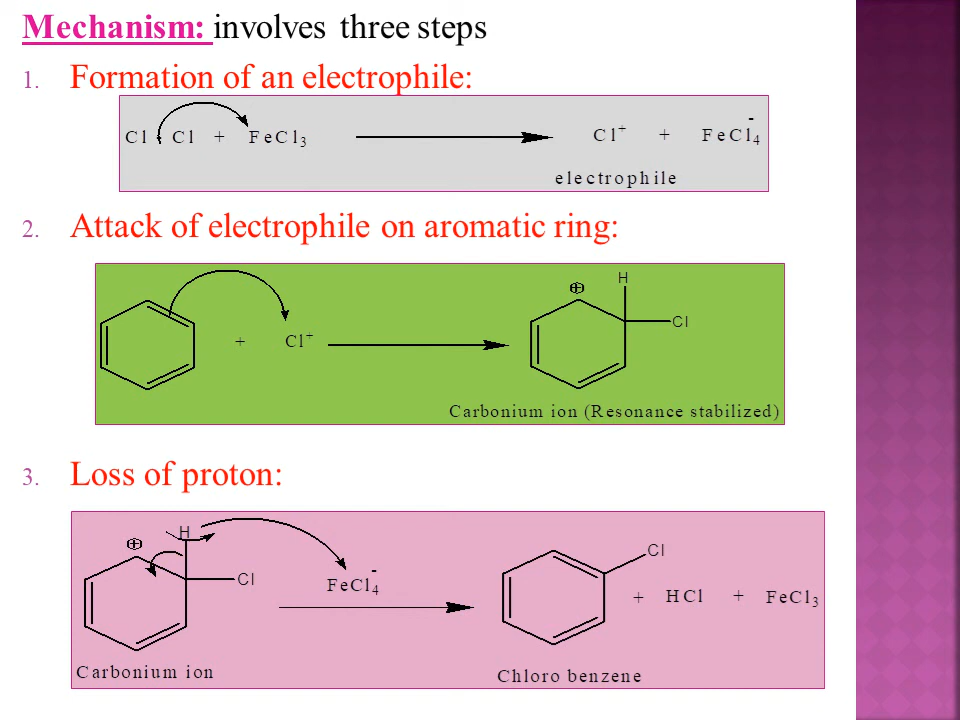 Mechanism: involves three steps
1. Formation of an electrophile:
Cl - Cl + FeCl3 Cl+ + FeCl4-
electrophile
2. Attack of electrophile on aromatic ring:
H
⊕
Cl
+ Cl+
Carbonium ion (Resonance stabilized)
3. Loss of proton:
H
⊕
Cl
Cl
FeCl4- + HCl + FeCl3
Carbonium ion
Chloro benzene